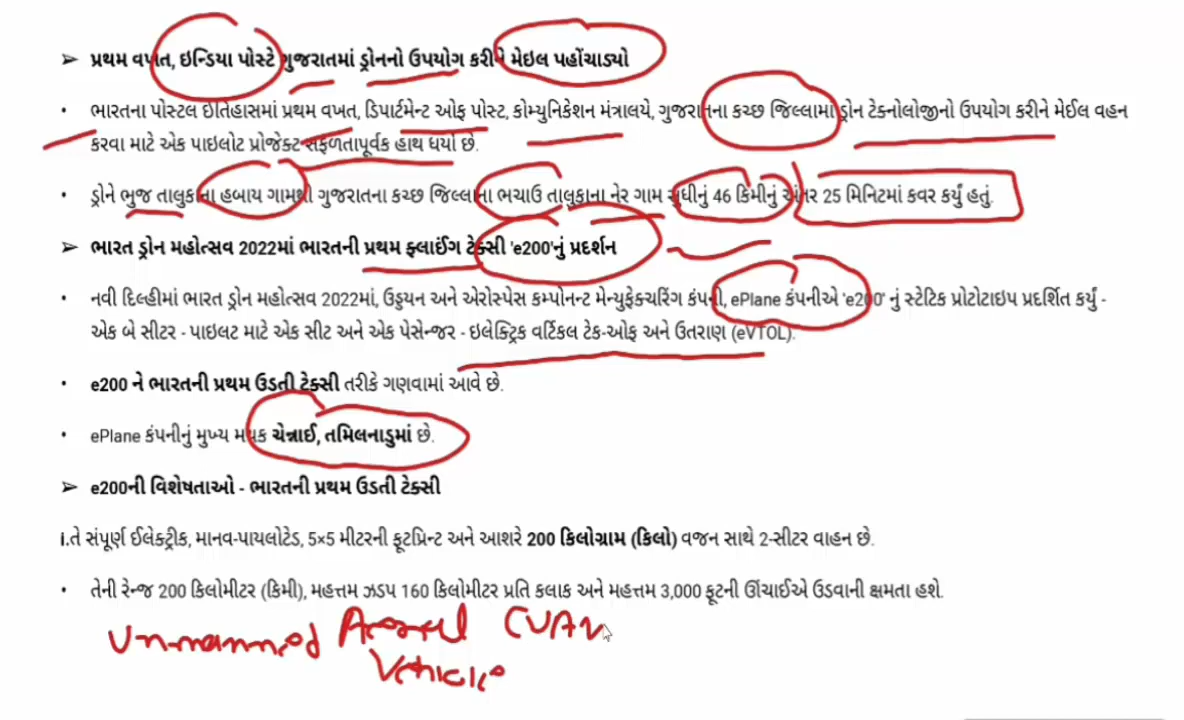 ➢ પ્રથમ વખત, ઇન્ડિયા પોસ્ટે ગુજરાતમાં ડ્રોનનો ઉપયોગ કરીને મેઇલ પહોંચાડ્યો
• ભારતના પોસ્ટલ ઇતિહાસમાં પ્રથમ વખત, ડિપાર્ટમેન્ટ ઓફ પોસ્ટ, કોમ્યુનિકેશન મંત્રાલયે, ગુજરાતના કચ્છ જિલ્લામાં ડ્રોન ટેક્નોલોજીનો ઉપયોગ કરીને મેઈલ વહન
કરવા માટે એક પાઇલોટ પ્રોજેક્ટ સફળતાપૂર્વક હાથ ધર્યો છે.
• ડ્રોને ભુજ તાલુકાના હબાય ગામથી ગુજરાતના કચ્છ જિલ્લાના ભચાઉ તાલુકાના નેર ગામ સુધીનું 46 કિમીનું અંતર 25 મિનિટમાં કવર કર્યું હતું.
➢ ભારત ડ્રોન મહોત્સવ 2022માં ભારતની પ્રથમ ફ્લાઈંગ ટેક્સી 'e200'નું પ્રદર્શન
• નવી દિલ્હીમાં ભારત ડ્રોન મહોત્સવ 2022માં, ઉડ્ડયન અને એરોસ્પેસ કમ્પોનન્ટ મેન્યુફેક્ચરિંગ કંપની, ePlane કંપનીએ 'e200' નું સ્ટેટિક પ્રોટોટાઇપ પ્રદર્શિત કર્યું -
એક બે સીટર - પાઇલટ માટે એક સીટ અને એક પેસેન્જર - ઇલેક્ટ્રિક વર્ટિકલ ટેક-ઓફ અને ઉતરાણ (eVTOL).
• e200 ને ભારતની પ્રથમ ઉડતી ટેક્સી તરીકે ગણવામાં આવે છે.
• ePlane કંપનીનું મુખ્ય મથક ચેન્નાઈ, તમિલનાડુમાં છે.
➢ e200ની વિશેષતાઓ - ભારતની પ્રથમ ઉડતી ટેક્સી
i.તે સંપૂર્ણ ઈલેક્ટ્રીક, માનવ-પાયલોટેડ, 5×5 મીટરની ફૂટપ્રિન્ટ અને આશરે 200 કિલોગ્રામ (કિલો) વજન સાથે 2-સીટર વાહન છે.
• તેની રેન્જ 200 કિલોમીટર (કિમી), મહત્તમ ઝડપ 160 કિલોમીટર પ્રતિ કલાક અને મહત્તમ 3,000 ફૂટની ઊંચાઈએ ઉડવાની ક્ષમતા હશે.
Unmanned (UAV
Vehicle